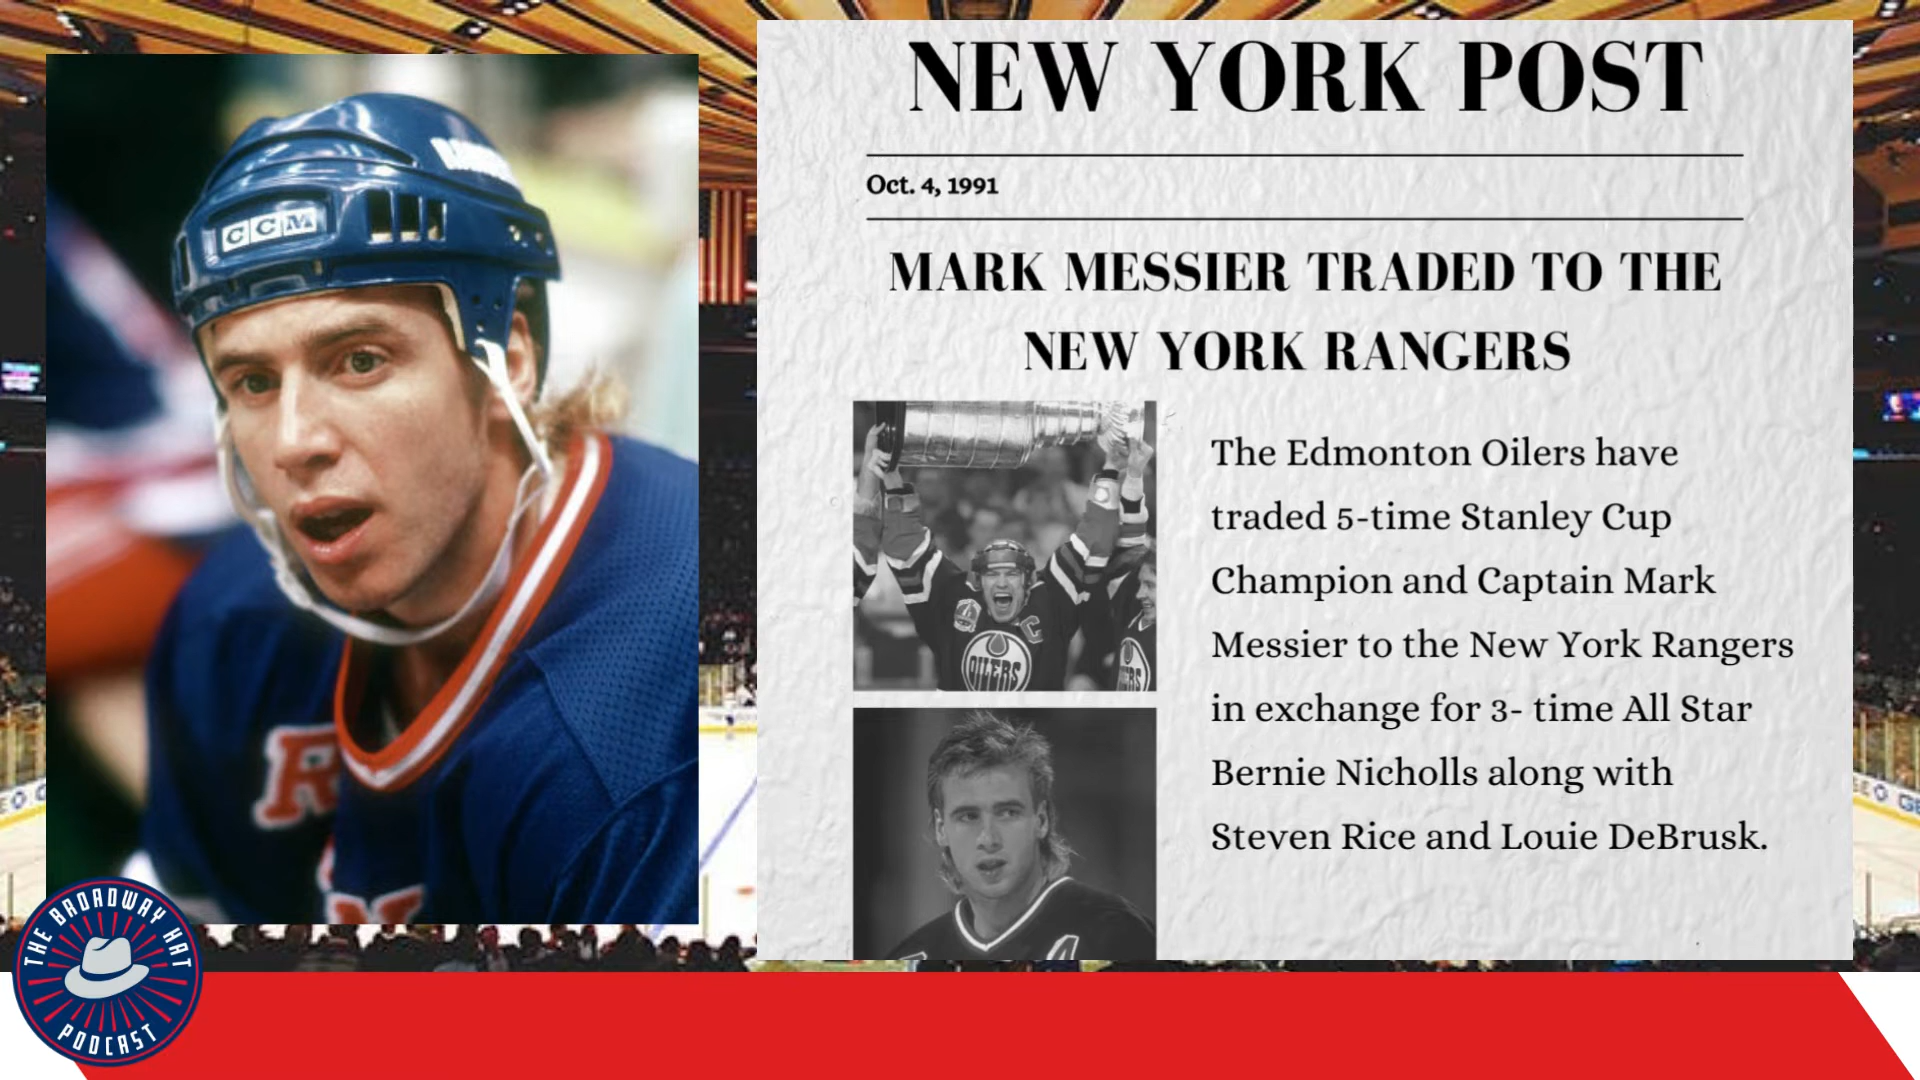 NEW YORK POST
Oct. 4, 1991
MARK MESSIER TRADED TO THE
NEW YORK RANGERS
The Edmonton Oilers have
traded 5-time Stanley Cup
Champion and Captain Mark
Messier to the New York Rangers
in exchange for 3- time All Star
Bernie Nicholls along with
Steven Rice and Louie DeBrusk.
CCM
R
N
C
OILERS
A
THE BROADWAY HAT
PODCAST